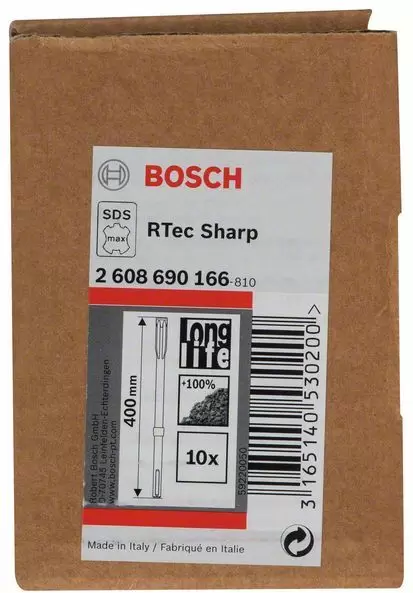 BOSCH
SDS
max
RTec Sharp
2 608 690 166-810
400 mm
long
life
+100%
10x
Robert Bosch GmbH
D-70745 Leinfelden-Echterdingen
www.bosch-pt.com
59220050
3 165140 530200 >
Made in Italy / Fabriqué en Italie